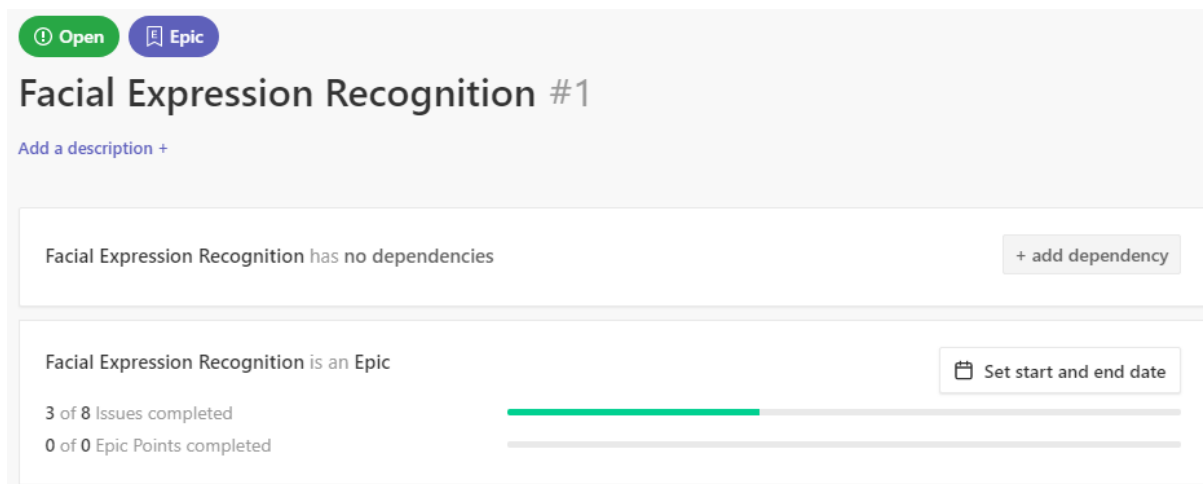 Open Epic
Facial Expression Recognition #1
Add a description +
Facial Expression Recognition has no dependencies + add dependency
Facial Expression Recognition is an Epic
Set start and end date
3 of 8 Issues completed
0 of 0 Epic Points completed